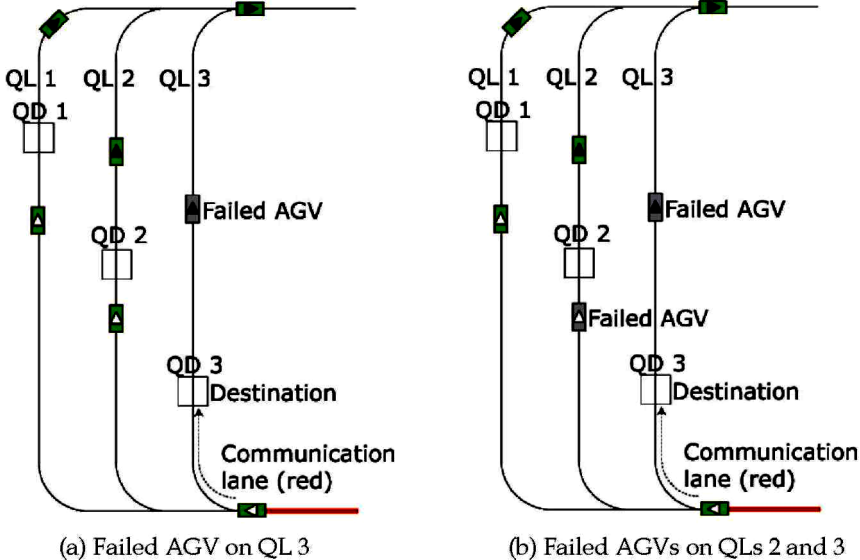 QL 1
QL 2
QL 3
QD 1
Failed AGV
QD 2
QD 3
Destination
Communication
lane (red)
(a) Failed AGV on QL 3
QL 1
QL 2
QL 3
QD 1
Failed AGV
QD 2
Failed AGV
QD 3
Destination
Communication
lane (red)
(b) Failed AGVs on QLs 2 and 3